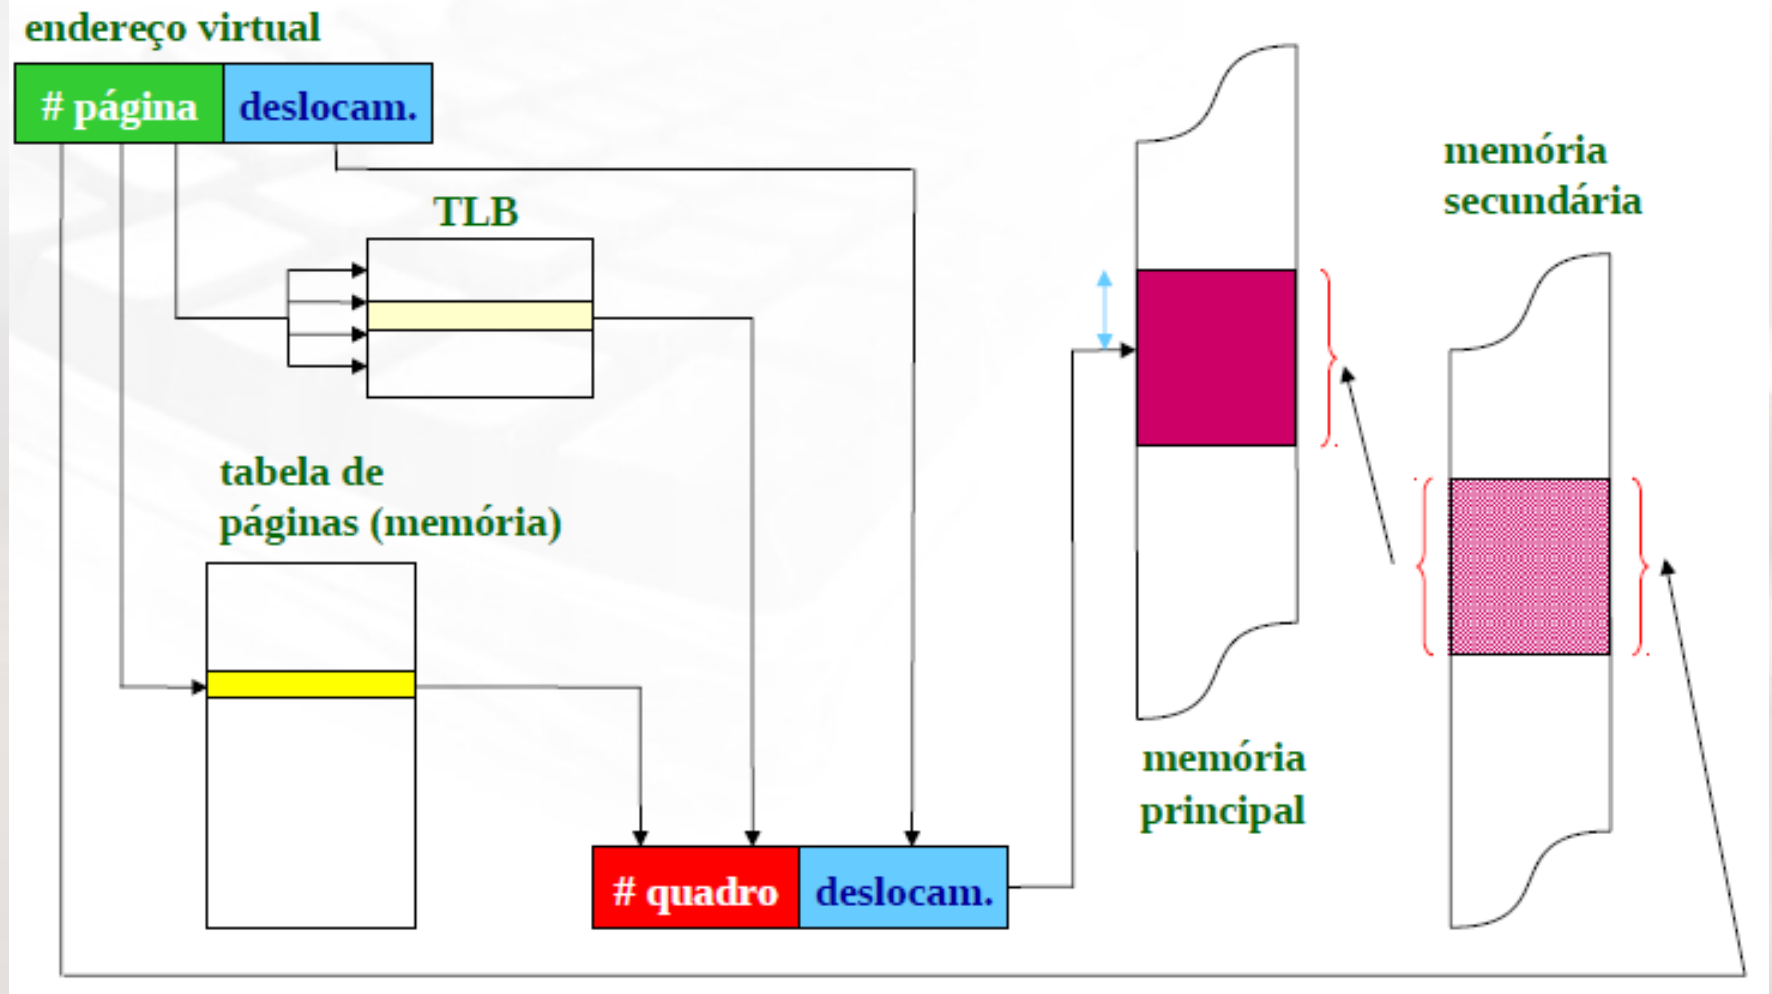 endereço virtual
# página deslocam.
TLB
memória
secundária
tabela de
páginas (memória)
memória
principal
# quadro deslocam.